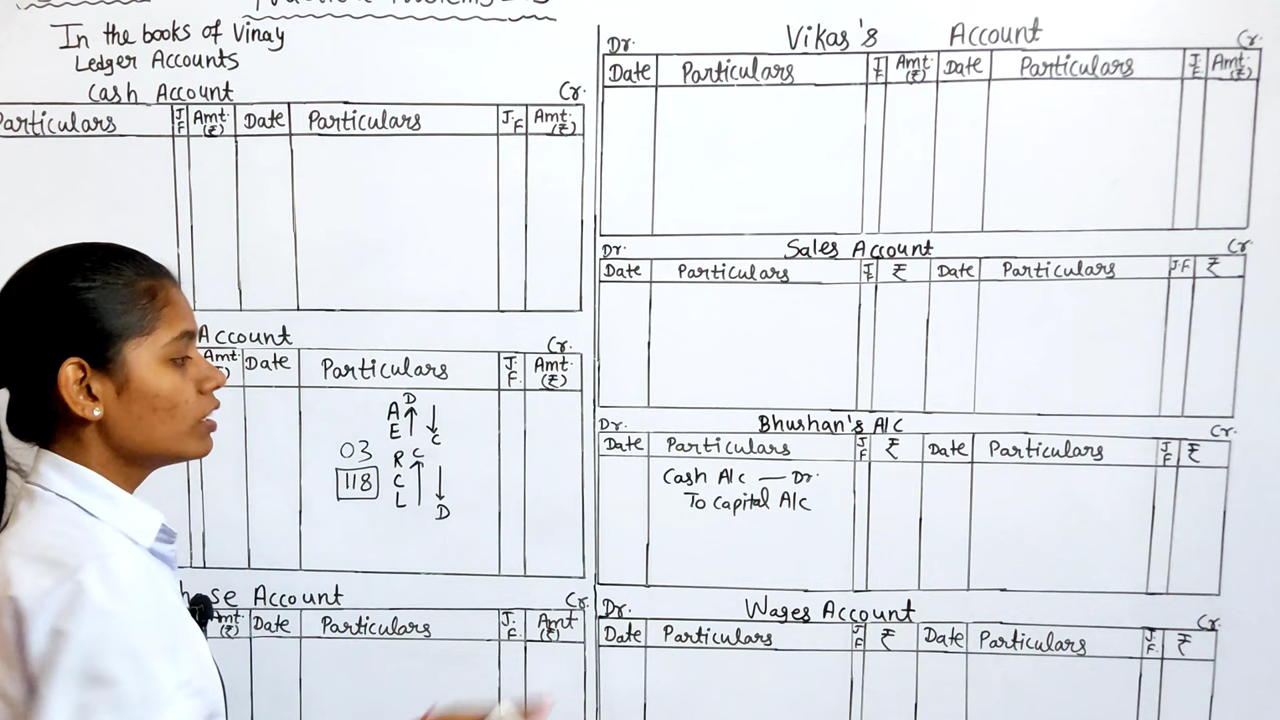 In the books of Vinay
Ledger Accounts
Cash Account Cr.
Particulars J.F Amt. (₹) Date Particulars J.F Amt. (₹)
Account Cr.
Amt. Date Particulars J.F. Amt. (₹)
A D
E C
03 R C
118 C
L D
Account Cr.
Amt. (₹) Date Particulars J.F. Amt (₹)
Dr. Vikas's Account Cr.
Date Particulars J.F Amt. (₹) Date Particulars J.F Amt. (₹)
Dr. Sales Account Cr.
Date Particulars J.F ₹ Date Particulars J.F ₹
Dr. Bhushan's A/C Cr.
Date Particulars J.F ₹ Date Particulars J.F ₹
Cash A/c — Dr.
To Capital A/c
Dr. Wages Account Cr.
Date Particulars J.F ₹ Date Particulars J.F ₹